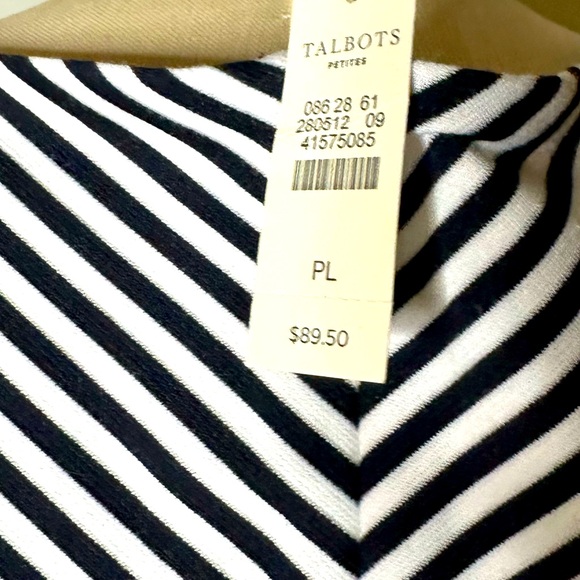 TALBOTS
PETITES
086 28 61
280512 09
41575085
PL
$89.50